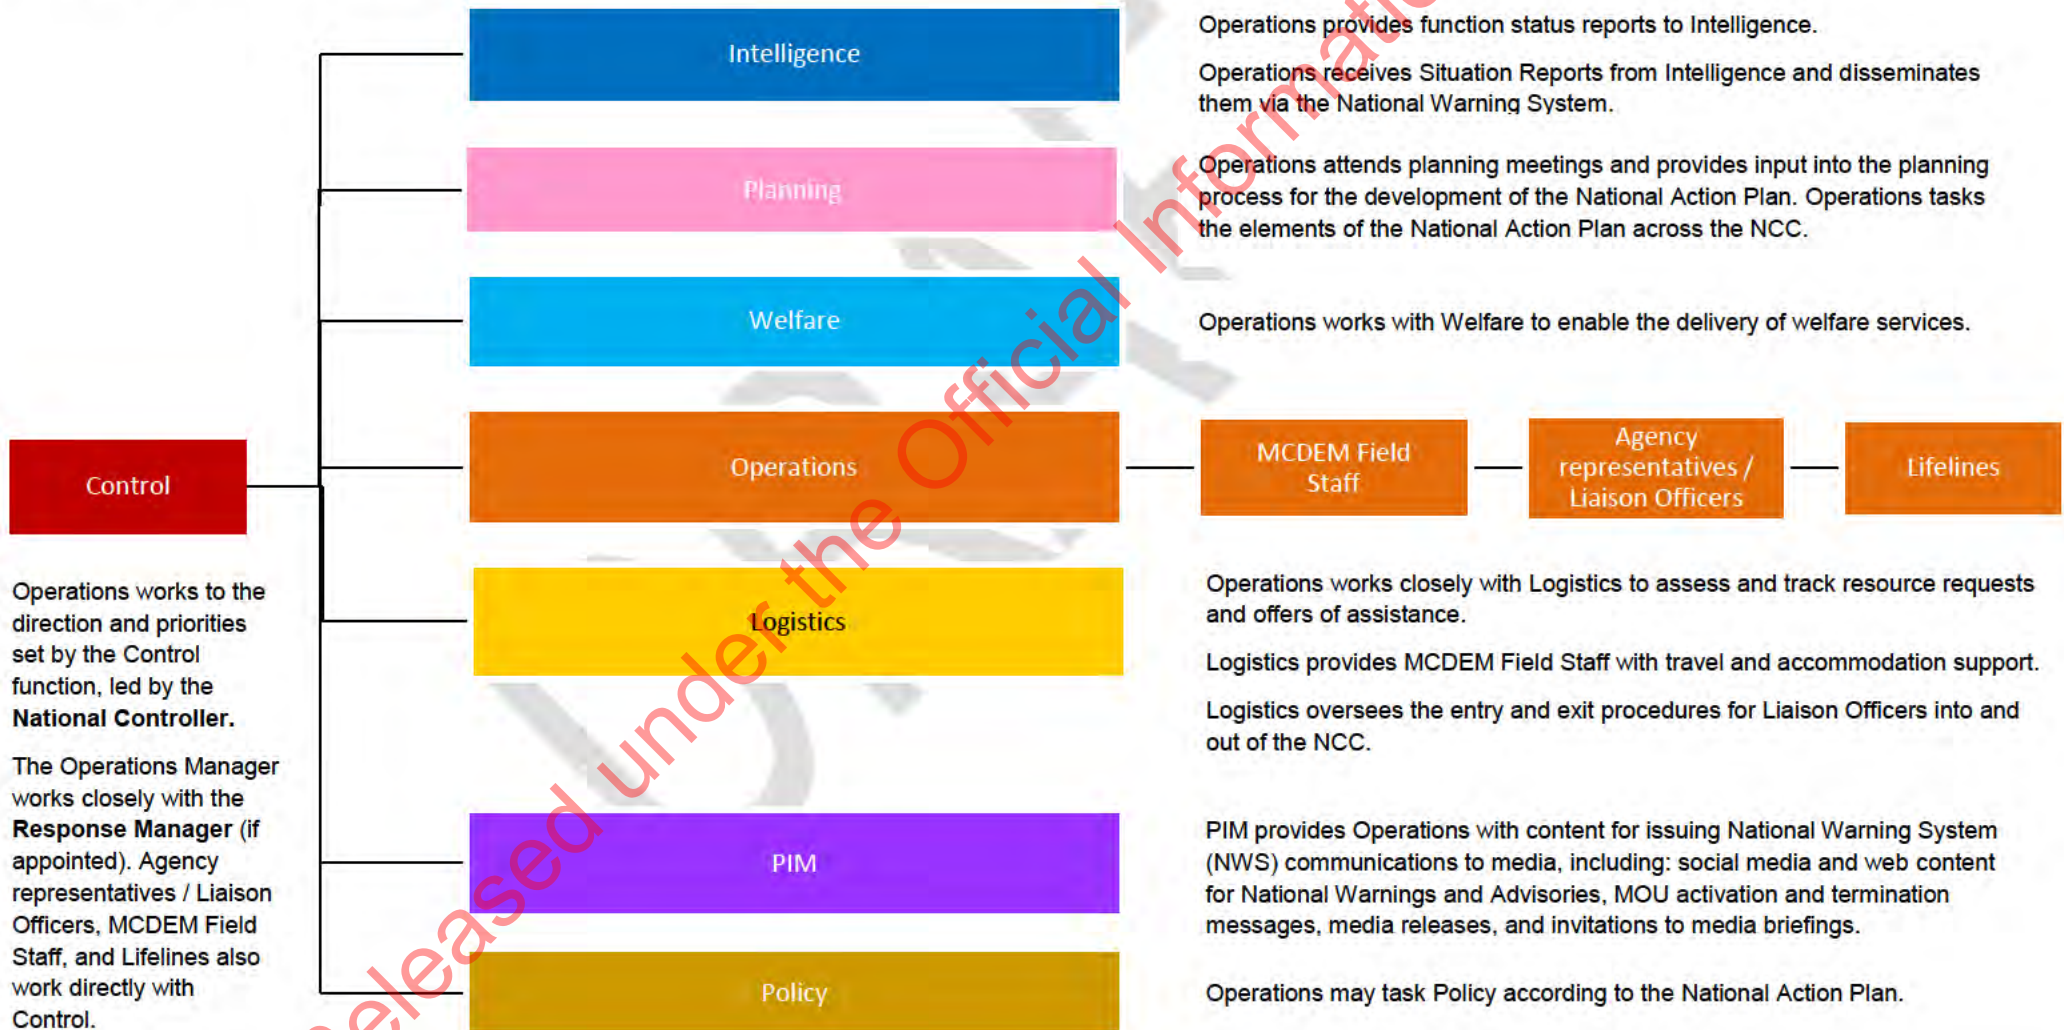 Intelligence
Operations provides function status reports to Intelligence.
Operations receives Situation Reports from Intelligence and disseminates
them via the National Warning System.
Planning
Operations attends planning meetings and provides input into the planning
process for the development of the National Action Plan. Operations tasks
the elements of the National Action Plan across the NCC.
Welfare
Operations works with Welfare to enable the delivery of welfare services.
Control
Operations
MCDEM Field
Staff
Agency
representatives /
Liaison Officers
Lifelines
Operations works to the
direction and priorities
set by the Control
function, led by the
National Controller.
The Operations Manager
works closely with the
Response Manager (if
appointed). Agency
representatives / Liaison
Officers, MCDEM Field
Staff, and Lifelines also
work directly with
Control.
Logistics
Operations works closely with Logistics to assess and track resource requests
and offers of assistance.
Logistics provides MCDEM Field Staff with travel and accommodation support.
Logistics oversees the entry and exit procedures for Liaison Officers into and
out of the NCC.
PIM
PIM provides Operations with content for issuing National Warning System
(NWS) communications to media, including: social media and web content
for National Warnings and Advisories, MOU activation and termination
messages, media releases, and invitations to media briefings.
Policy
Operations may task Policy according to the National Action Plan.
Released under the Official Informatio